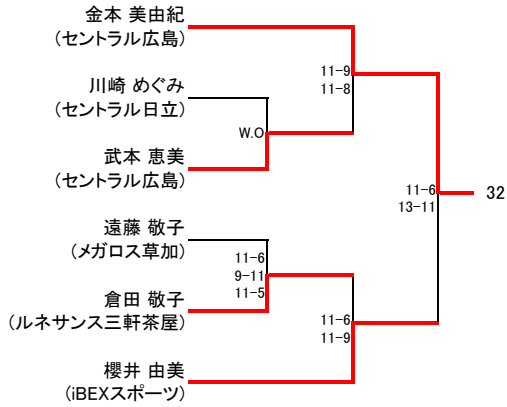 金本 美由紀
(セントラル広島)
11-9
11-8
川崎 めぐみ
(セントラル日立)
W.O
武本 恵美
(セントラル広島)
11-6
13-11
32
遠藤 敬子
(メガロス草加)
11-6
9-11
11-5
倉田 敬子
(ルネサンス三軒茶屋)
11-6
11-9
櫻井 由美
(iBEXスポーツ)